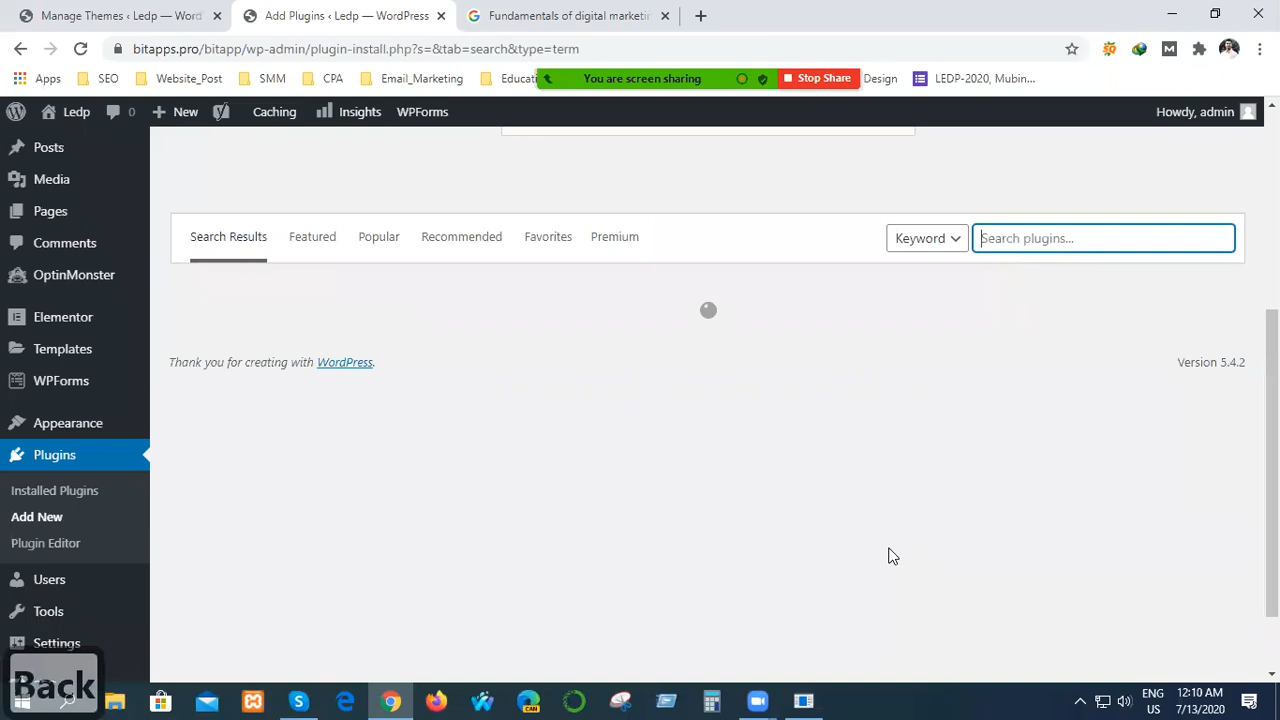 Manage Themes ‹ Ledp — Word
Add Plugins ‹ Ledp — WordPress
Fundamentals of digital marketin
bitapps.pro/bitapp/wp-admin/plugin-install.php?s=&tab=search&type=term
Apps
SEO
Website_Post
SMM
CPA
Email_Marketing
Educati
You are screen sharing
Stop Share
Design
LEDP-2020, Mubin...
Ledp
0
New
Caching
Insights
WPForms
Howdy, admin
Posts
Media
Pages
Comments
OptinMonster
Elementor
Templates
WPForms
Appearance
Plugins
Installed Plugins
Add New
Plugin Editor
Users
Tools
Settings
Search Results
Featured
Popular
Recommended
Favorites
Premium
Keyword
Search plugins...
Thank you for creating with WordPress.
Version 5.4.2
Back
CAN
ENG
US
12:10 AM
7/13/2020